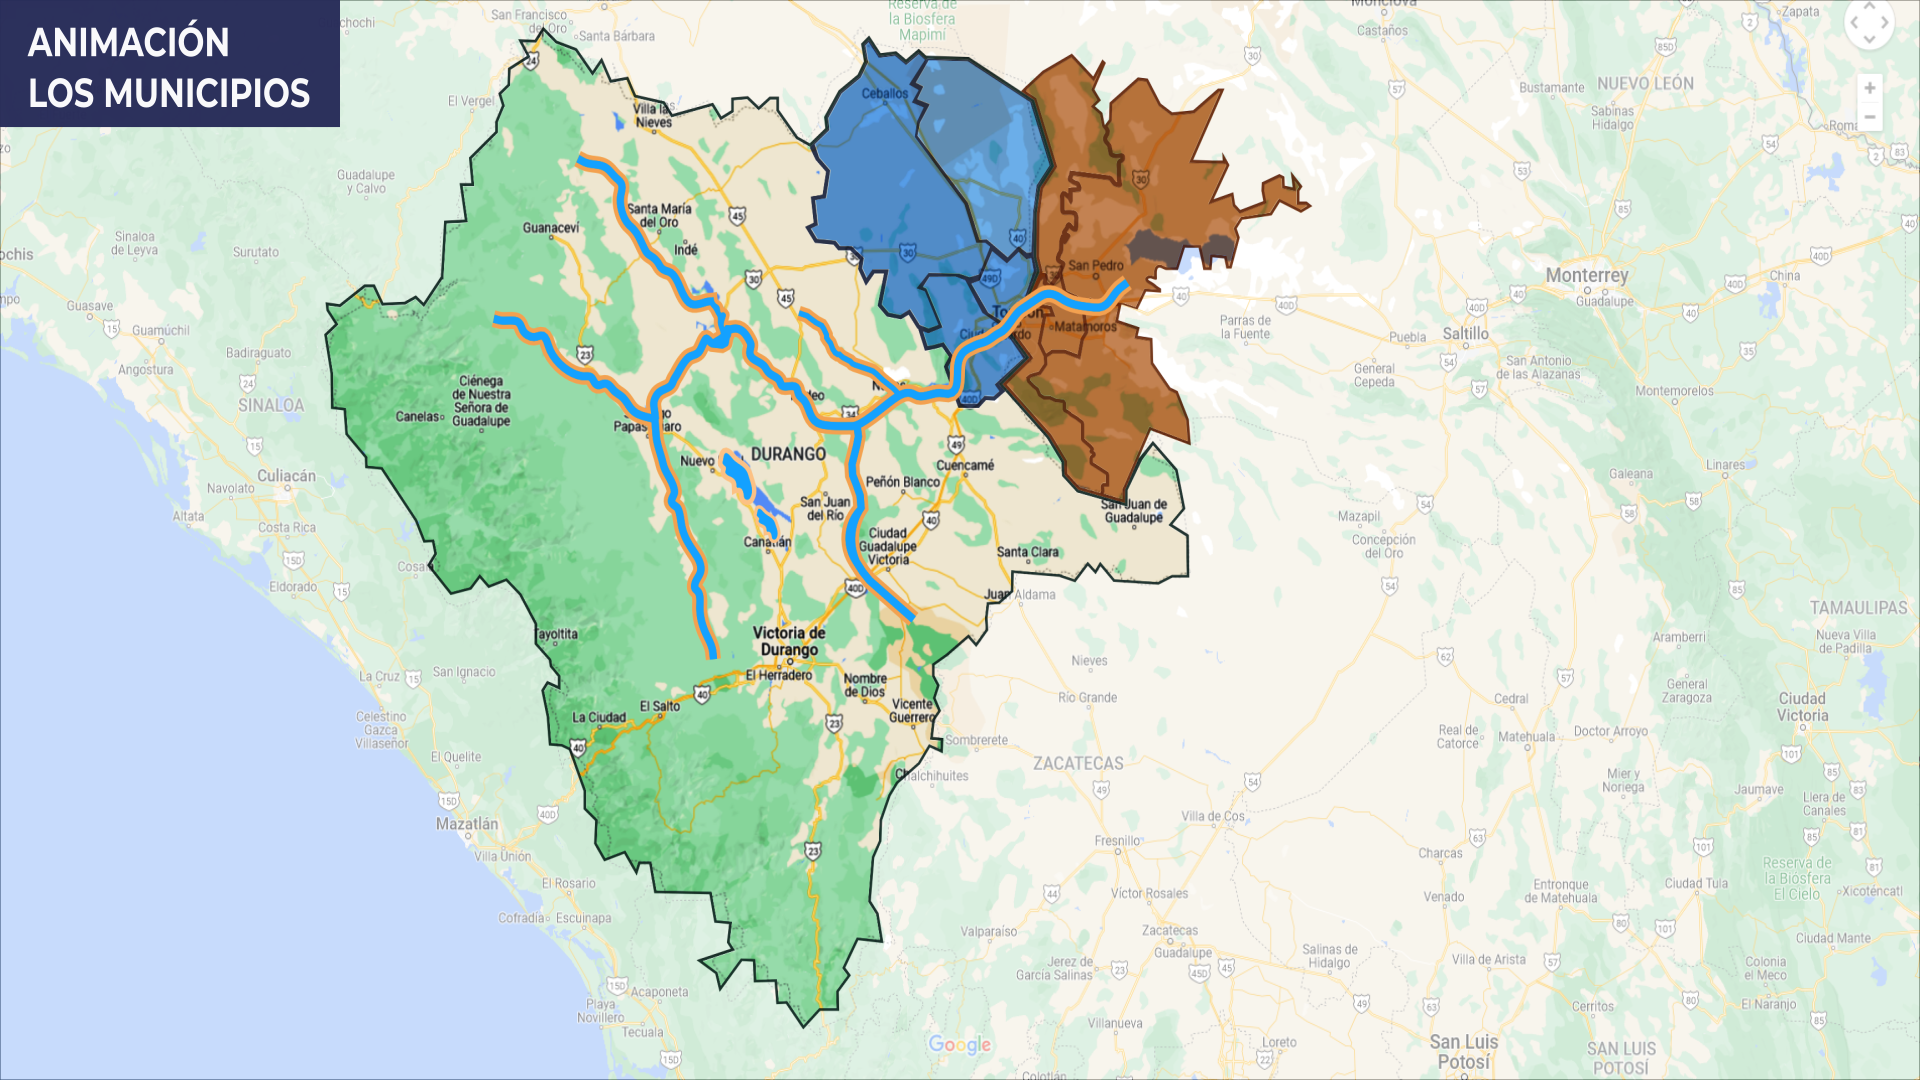 ANIMACIÓN
LOS MUNICIPIOS
San Francisco
del Oro
Santa Bárbara
Reserva de
la Biosfera
Mapimí
Monclova
Castaños
Zapata
El Vergel
Villa las
Nieves
Ceballos
Bustamante
NUEVO LEÓN
Sabinas
Hidalgo
Guadalupe
y Calvo
Santa María
del Oro
Guanaceví
Indé
Sinaloa
de Leyva
Surutato
San Pedro
Monterrey
Guadalupe
China
Guasave
Guamúchil
Parras de
la Fuente
Saltillo
Puebla
Matamoros
Badiraguato
Angostura
General
Cepeda
San Antonio
de las Alazanas
Montemorelos
Ciénega
de Nuestra
Señora de
Guadalupe
Canelas
SINALOA
Culiacán
Navolato
Altata
Costa Rica
Eldorado
Nuevo
DURANGO
Cuencamé
Peñón Blanco
San Juan
del Río
San Juan de
Guadalupe
Canatlán
Ciudad
Guadalupe
Victoria
Santa Clara
Juan Aldama
Galeana
Linares
Mazapil
Concepción
del Oro
Tayoltita
Victoria de
Durango
El Herradero
Nombre
de Dios
Vicente
Guerrero
TAMAULIPAS
Aramberri
Nueva Villa
de Padilla
San Ignacio
La Cruz
Celestino
Gazca
Villaseñor
El Salto
La Ciudad
Nieves
Río Grande
Cedral
General
Zaragoza
Ciudad
Victoria
Real de
Catorce
Matehuala
Doctor Arroyo
El Quelite
Sombrerete
Chalchihuites
ZACATECAS
Mier y
Noriega
Jaumave
Llera de
Canales
Mazatlán
Villa Unión
Villa de Cos
Fresnillo
Charcas
Reserva de
la Biósfera
El Cielo
El Rosario
Cofradía
Escuinapa
Víctor Rosales
Venado
Entronque
de Matehuala
Ciudad Tula
Xicoténcatl
Valparaíso
Zacatecas
Guadalupe
Salinas de
Hidalgo
Villa de Arista
Ciudad Mante
Jerez de
García Salinas
Colonia
el Meco
Acaponeta
Playa
Novillero
Tecuala
Cerritos
El Naranjo
Villanueva
Google
Loreto
San Luis
Potosí
SAN LUIS
POTOSÍ
Colotlán